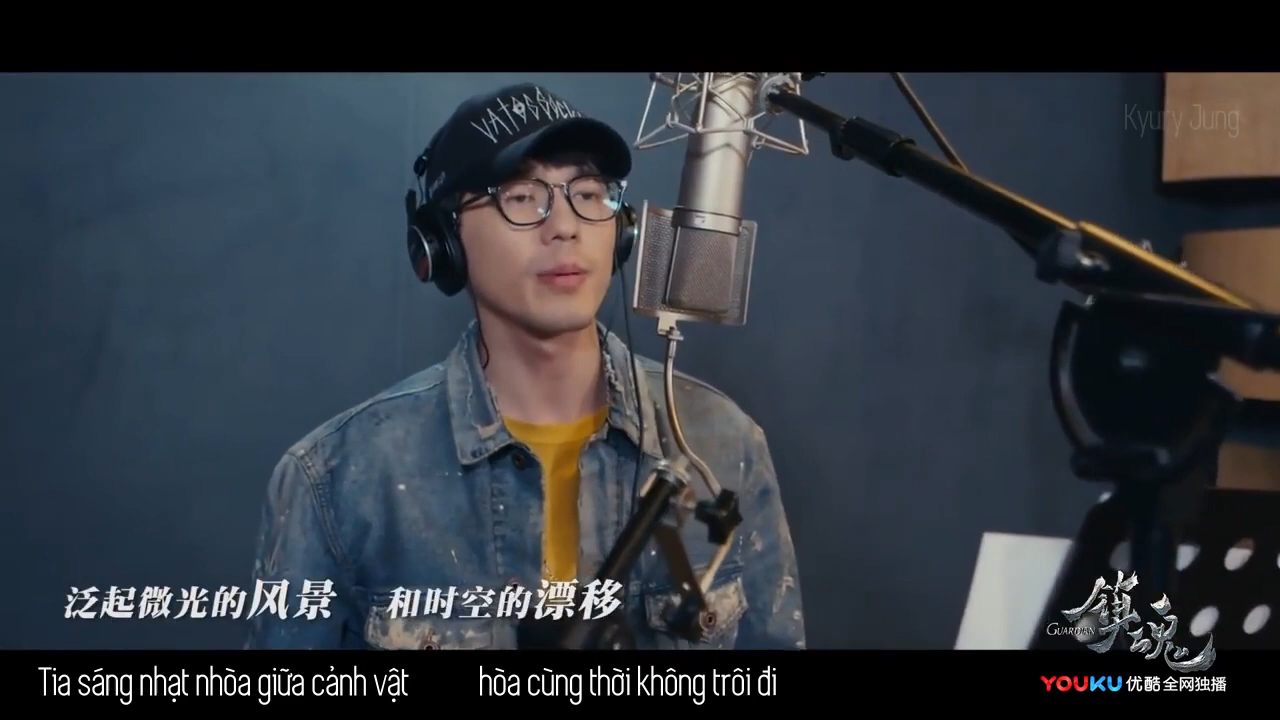 VATOSSOCI
Kyury Jung
泛起微光的风景 和时空的漂移
GUARDIAN 镇魂
Tia sáng nhạt nhòa giữa cảnh vật hòa cùng thời không trôi đi
YOUKU 优酷 全网独播